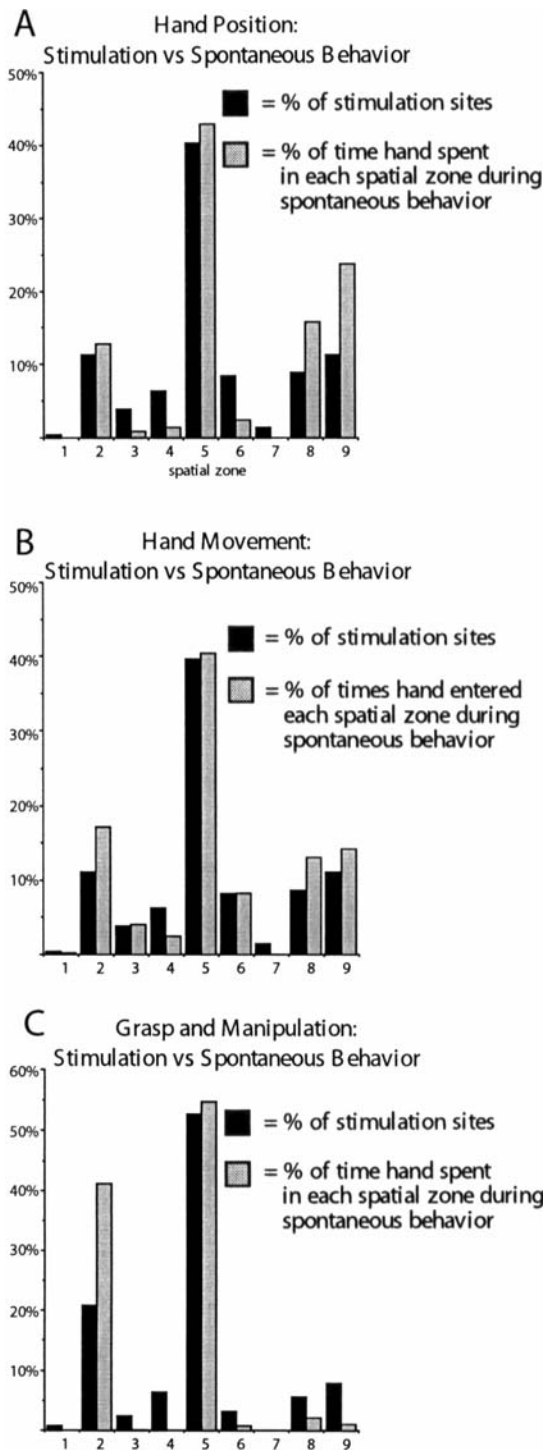 A
Hand Position:
Stimulation vs Spontaneous Behavior
50%
40%
30%
20%
10%
= % of stimulation sites
= % of time hand spent
in each spatial zone during
spontaneous behavior
1 2 3 4 5 6 7 8 9
spatial zone
B
Hand Movement:
Stimulation vs Spontaneous Behavior
50%
40%
30%
20%
10%
= % of stimulation sites
= % of times hand entered
each spatial zone during
spontaneous behavior
1 2 3 4 5 6 7 8 9
C
Grasp and Manipulation:
Stimulation vs Spontaneous Behavior
60%
50%
40%
30%
20%
10%
= % of stimulation sites
= % of time hand spent
in each spatial zone during
spontaneous behavior
1 2 3 4 5 6 7 8 9